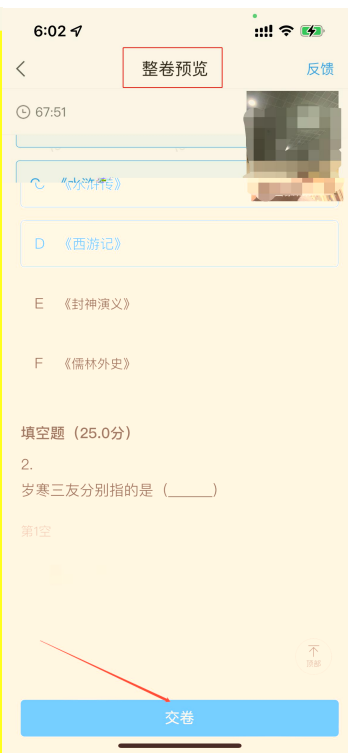 6:02
整卷预览
反馈
67:51
C 《水浒传》
D 《西游记》
E 《封神演义》
F 《儒林外史》
填空题（25.0分）
2.
岁寒三友分别指的是（______）
第1空
顶部
交卷